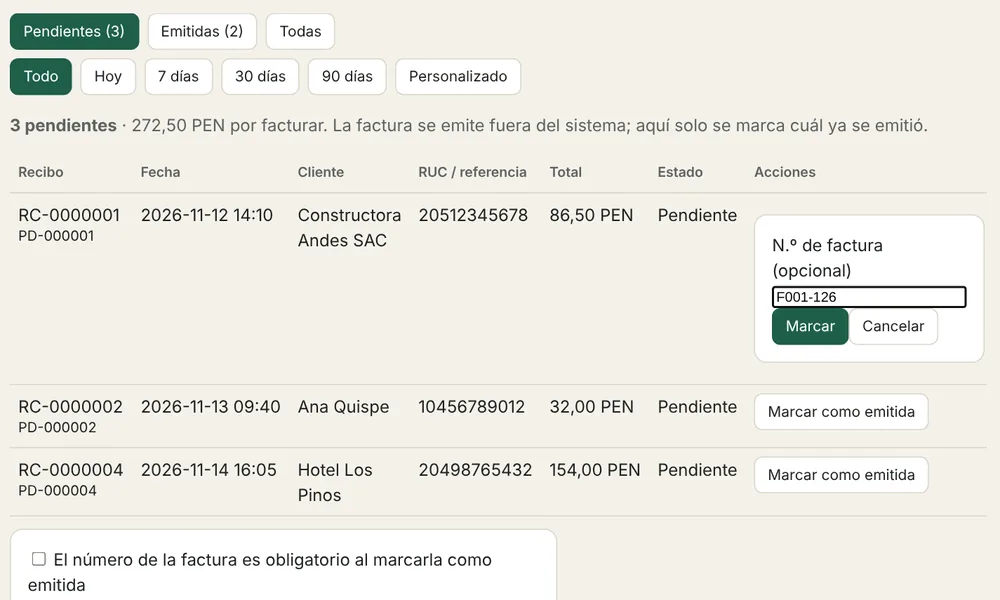 Pendientes (3) Emitidas (2) Todas
Todo Hoy 7 días 30 días 90 días Personalizado
3 pendientes · 272,50 PEN por facturar. La factura se emite fuera del sistema; aquí solo se marca cuál ya se emitió.
Recibo Fecha Cliente RUC / referencia Total Estado Acciones
RC-0000001 2026-11-12 14:10 Constructora 20512345678 86,50 PEN Pendiente
PD-000001 Andes SAC
N.º de factura
(opcional)
F001-126
Marcar Cancelar
RC-0000002 2026-11-13 09:40 Ana Quispe 10456789012 32,00 PEN Pendiente Marcar como emitida
PD-000002
RC-0000004 2026-11-14 16:05 Hotel Los 20498765432 154,00 PEN Pendiente Marcar como emitida
PD-000004 Pinos
El número de la factura es obligatorio al marcarla como
emitida